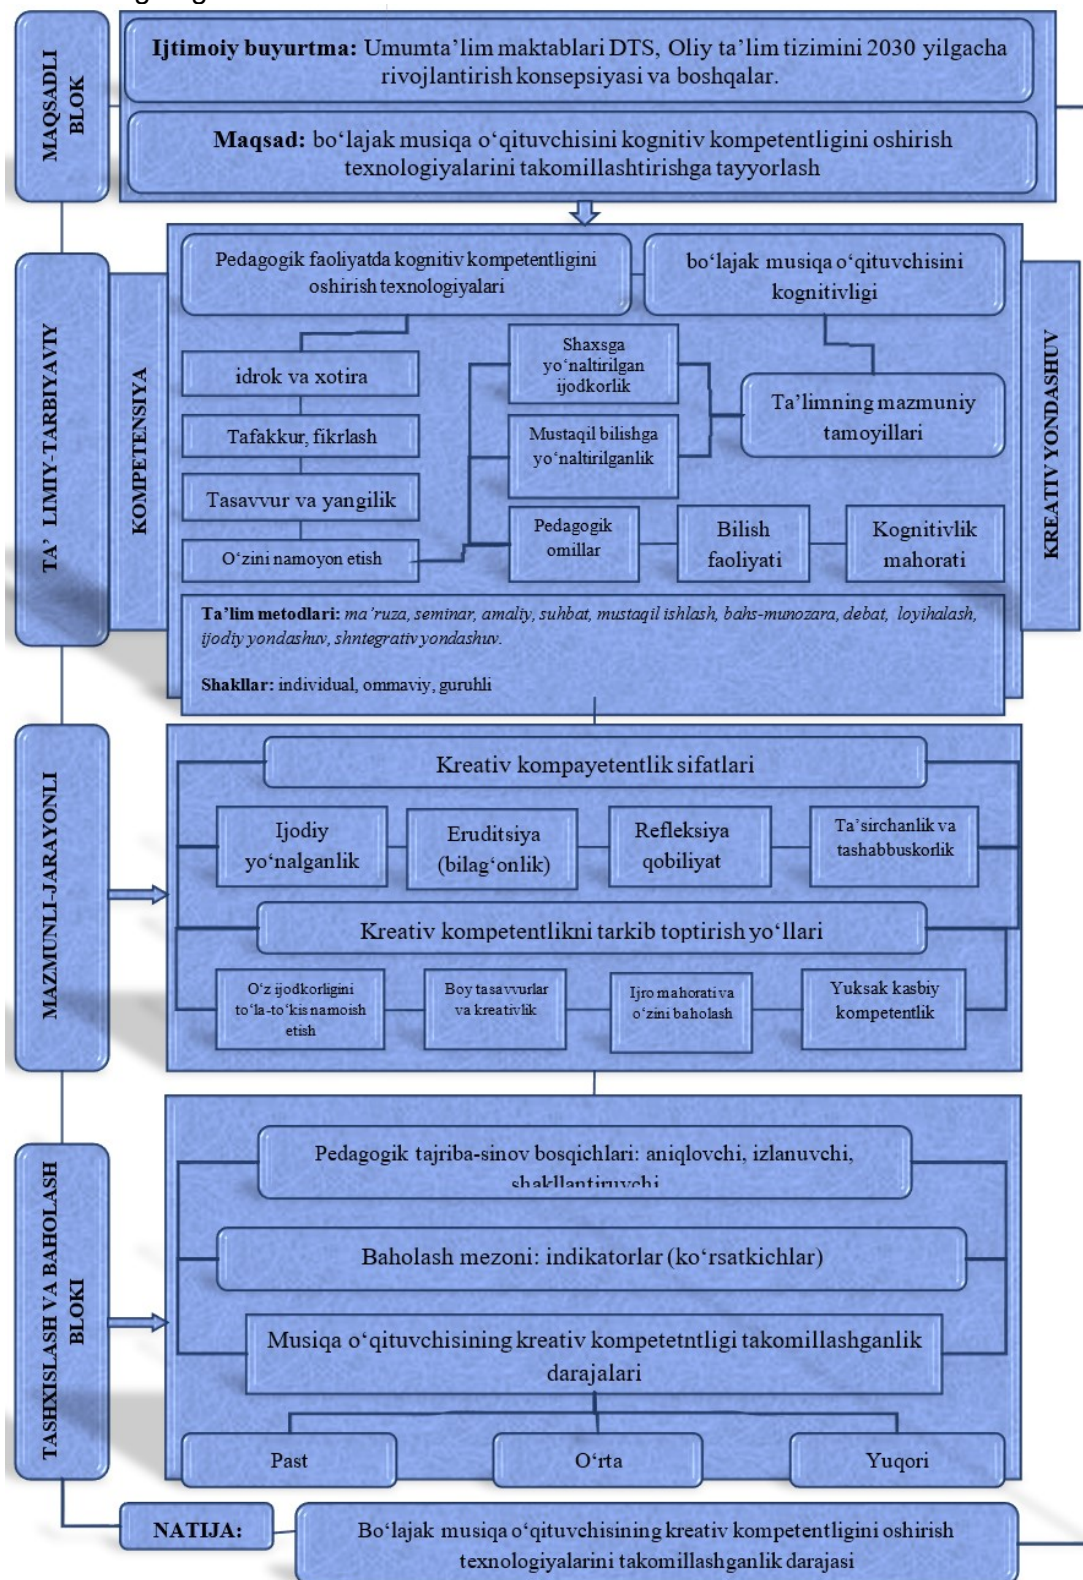 MAQSADLI
BLOK
Ijtimoiy buyurtma: Umumta’lim maktablari DTS, Oliy ta’lim tizimini 2030 yilgacha
rivojlantirish konsepsiyasi va boshqalar.
Maqsad: bo‘lajak musiqa o‘qituvchisini kognitiv kompetentligini oshirish
texnologiyalarini takomillashtirishga tayyorlash
TA’ LIMIY-TARBIYAVIY
KOMPETENSIYA
Pedagogik faoliyatda kognitiv kompetentligini
oshirish texnologiyalari
bo‘lajak musiqa o‘qituvchisini
kognitivligi
idrok va xotira
Tafakkur, fikrlash
Tasavvur va yangilik
O‘zini namoyon etish
Shaxsga
yo‘naltirilgan
ijodkorlik
Mustaqil bilishga
yo‘naltirilganlik
Ta’limning mazmuniy
tamoyillari
Pedagogik
omillar
Bilish
faoliyati
Kognitivlik
mahorati
KREATIV YONDASHUV
Ta’lim metodlari: ma’ruza, seminar, amaliy, suhbat, mustaqil ishlash, bahs-munozara, debat, loyihalash,
ijodiy yondashuv, shntegrativ yondashuv.
Shakllar: individual, ommaviy, guruhli
MAZMUNLI-JARAYONLI
Kreativ kompayetentlik sifatlari
Ijodiy
yo‘nalganlik
Eruditsiya
(bilag‘onlik)
Refleksiya
qobiliyat
Ta’sirchanlik va
tashabbuskorlik
Kreativ kompetentlikni tarkib toptirish yo‘llari
O‘z ijodkorligini
to‘la-to‘kis namoish
etish
Boy tasavvurlar
va kreativlik
Ijro mahorati va
o‘zini baholash
Yuksak kasbiy
kompetentlik
TASHXISLASH VA BAHOLASH
BLOKI
Pedagogik tajriba-sinov bosqichlari: aniqlovchi, izlanuvchi,
shakllantiruvchi
Baholash mezoni: indikatorlar (ko‘rsatkichlar)
Musiqa o‘qituvchisining kreativ kompetetntligi takomillashganlik
darajalari
Past
O‘rta
Yuqori
NATIJA:
Bo‘lajak musiqa o‘qituvchisining kreativ kompetentligini oshirish
texnologiyalarini takomillashganlik darajasi